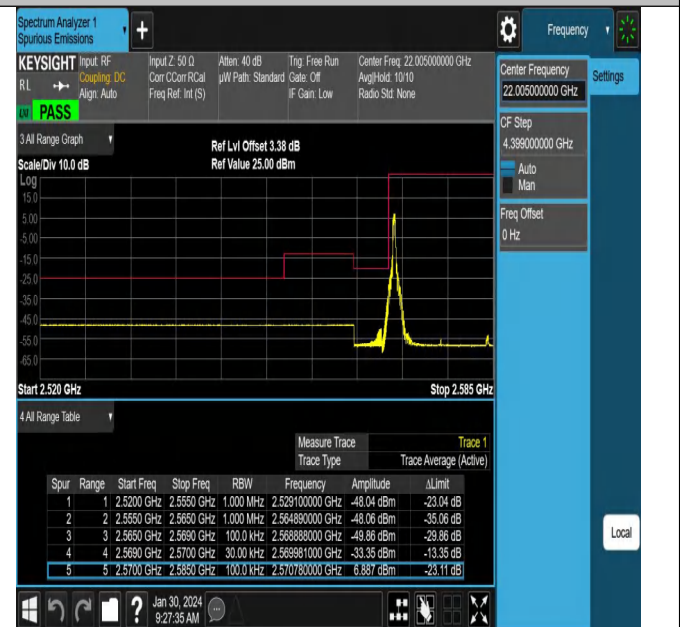 Spectrum Analyzer 1
Spurious Emissions
Frequency
KEYSIGHT Input: RF Input Z: 50 Ω Atten: 40 dB Trig: Free Run Center Freq: 22.005000000 GHz
RL Coupling: DC Corr CCorr RCal µW Path: Standard Gate: Off Avg|Hold: 10/10
Align: Auto Freq Ref: Int (S) IF Gain: Low Radio Std: None
PASS
Center Frequency
22.005000000 GHz
Settings
CF Step
4.399000000 GHz
Auto
Man
Freq Offset
0 Hz
3 All Range Graph
Ref Lvl Offset 3.38 dB
Scale/Div 10.0 dB Ref Value 25.00 dBm
Log
15.0
5.00
-5.00
-15.0
-25.0
-35.0
-45.0
-55.0
-65.0
Start 2.520 GHz Stop 2.585 GHz
4 All Range Table
Measure Trace Trace 1
Trace Type Trace Average (Active)
Spur Range Start Freq Stop Freq RBW Frequency Amplitude ΔLimit
1 1 2.5200 GHz 2.5550 GHz 1.000 MHz 2.529100000 GHz -48.04 dBm -23.04 dB
2 2 2.5550 GHz 2.5650 GHz 1.000 MHz 2.564890000 GHz -48.06 dBm -35.06 dB
3 3 2.5650 GHz 2.5690 GHz 100.0 kHz 2.568888000 GHz -49.86 dBm -29.86 dB
4 4 2.5690 GHz 2.5700 GHz 30.00 kHz 2.569981000 GHz -33.35 dBm -13.35 dB
5 5 2.5700 GHz 2.5850 GHz 100.0 kHz 2.570780000 GHz 6.887 dBm -23.11 dB
Local
Jan 30, 2024
9:27:35 AM